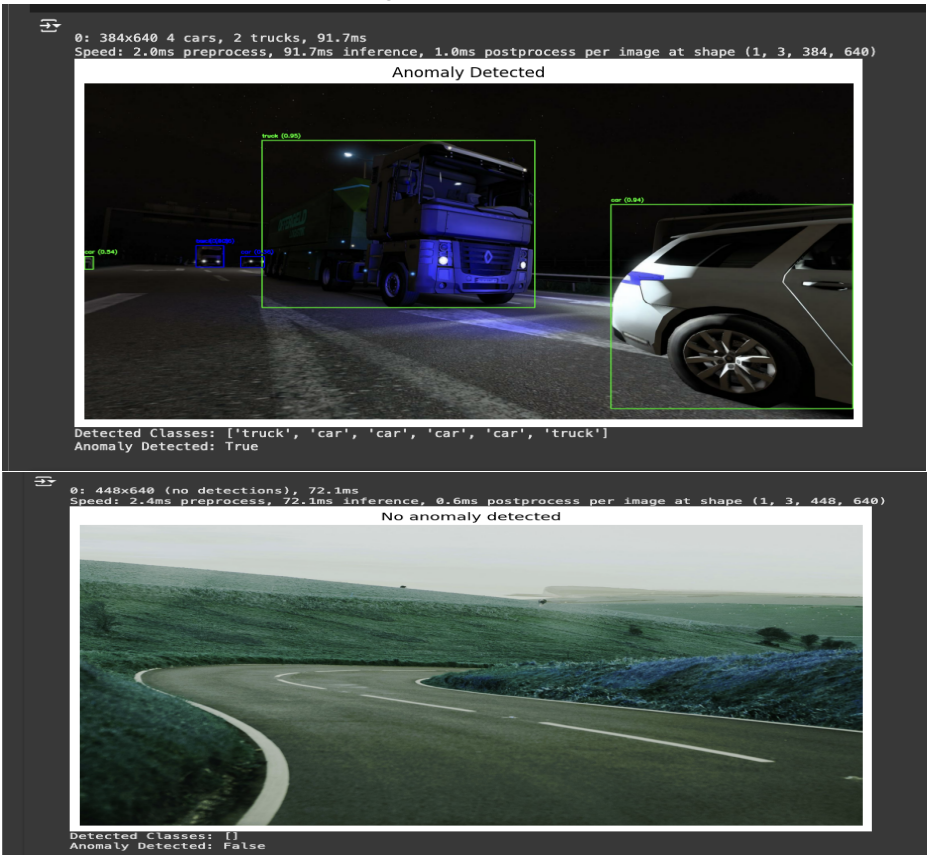 0: 384x640 4 cars, 2 trucks, 91.7ms
Speed: 2.0ms preprocess, 91.7ms inference, 1.0ms postprocess per image at shape (1, 3, 384, 640)
Anomaly Detected
truck (0.95)
car (0.94)
car (0.54)
Detected Classes: ['truck', 'car', 'car', 'car', 'car', 'truck']
Anomaly Detected: True
0: 448x640 (no detections), 72.1ms
Speed: 2.4ms preprocess, 72.1ms inference, 0.6ms postprocess per image at shape (1, 3, 448, 640)
No anomaly detected
Detected Classes: []
Anomaly Detected: False